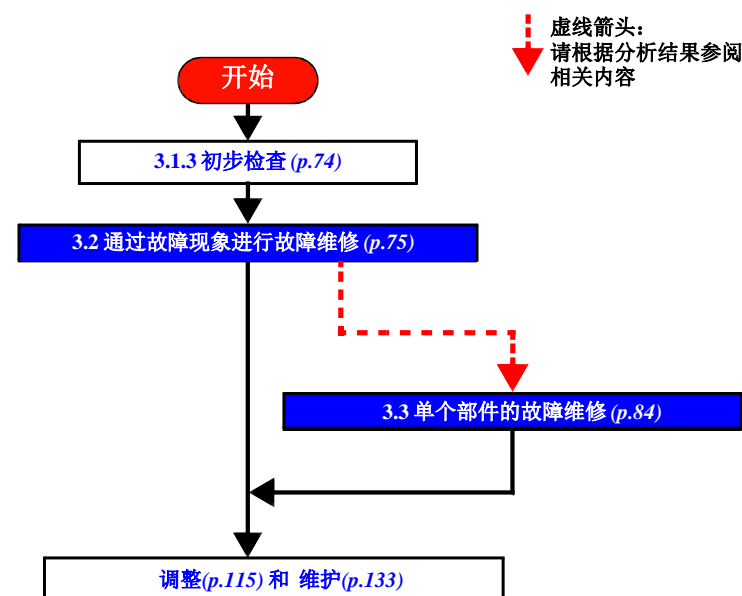 虚线箭头：
请根据分析结果参阅
相关内容
开始
3.1.3 初步检查 (p.74)
3.2 通过故障现象进行故障维修 (p.75)
3.3 单个部件的故障维修 (p.84)
调整(p.115) 和 维护(p.133)